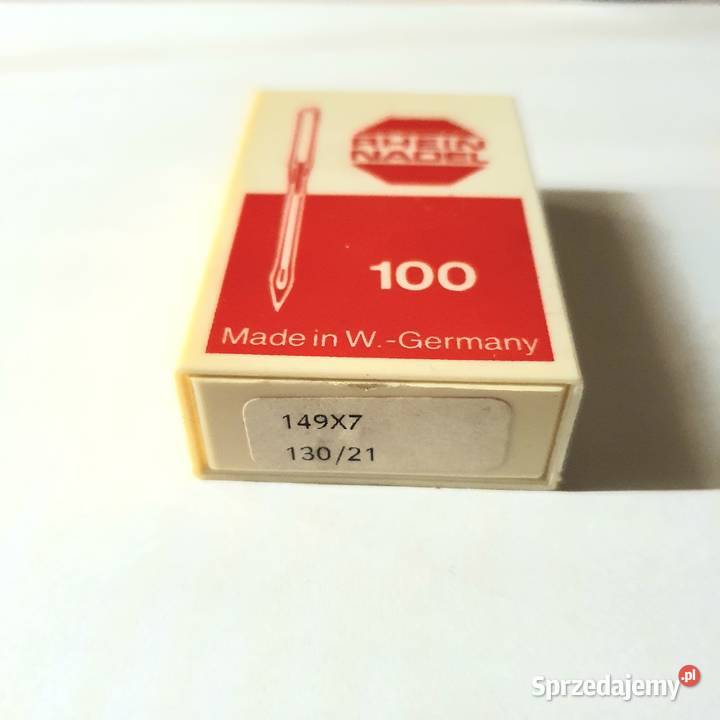 RHEIN
NADEL
100
Made in W.-Germany
149X7
130/21
Sprzedajemy.pl